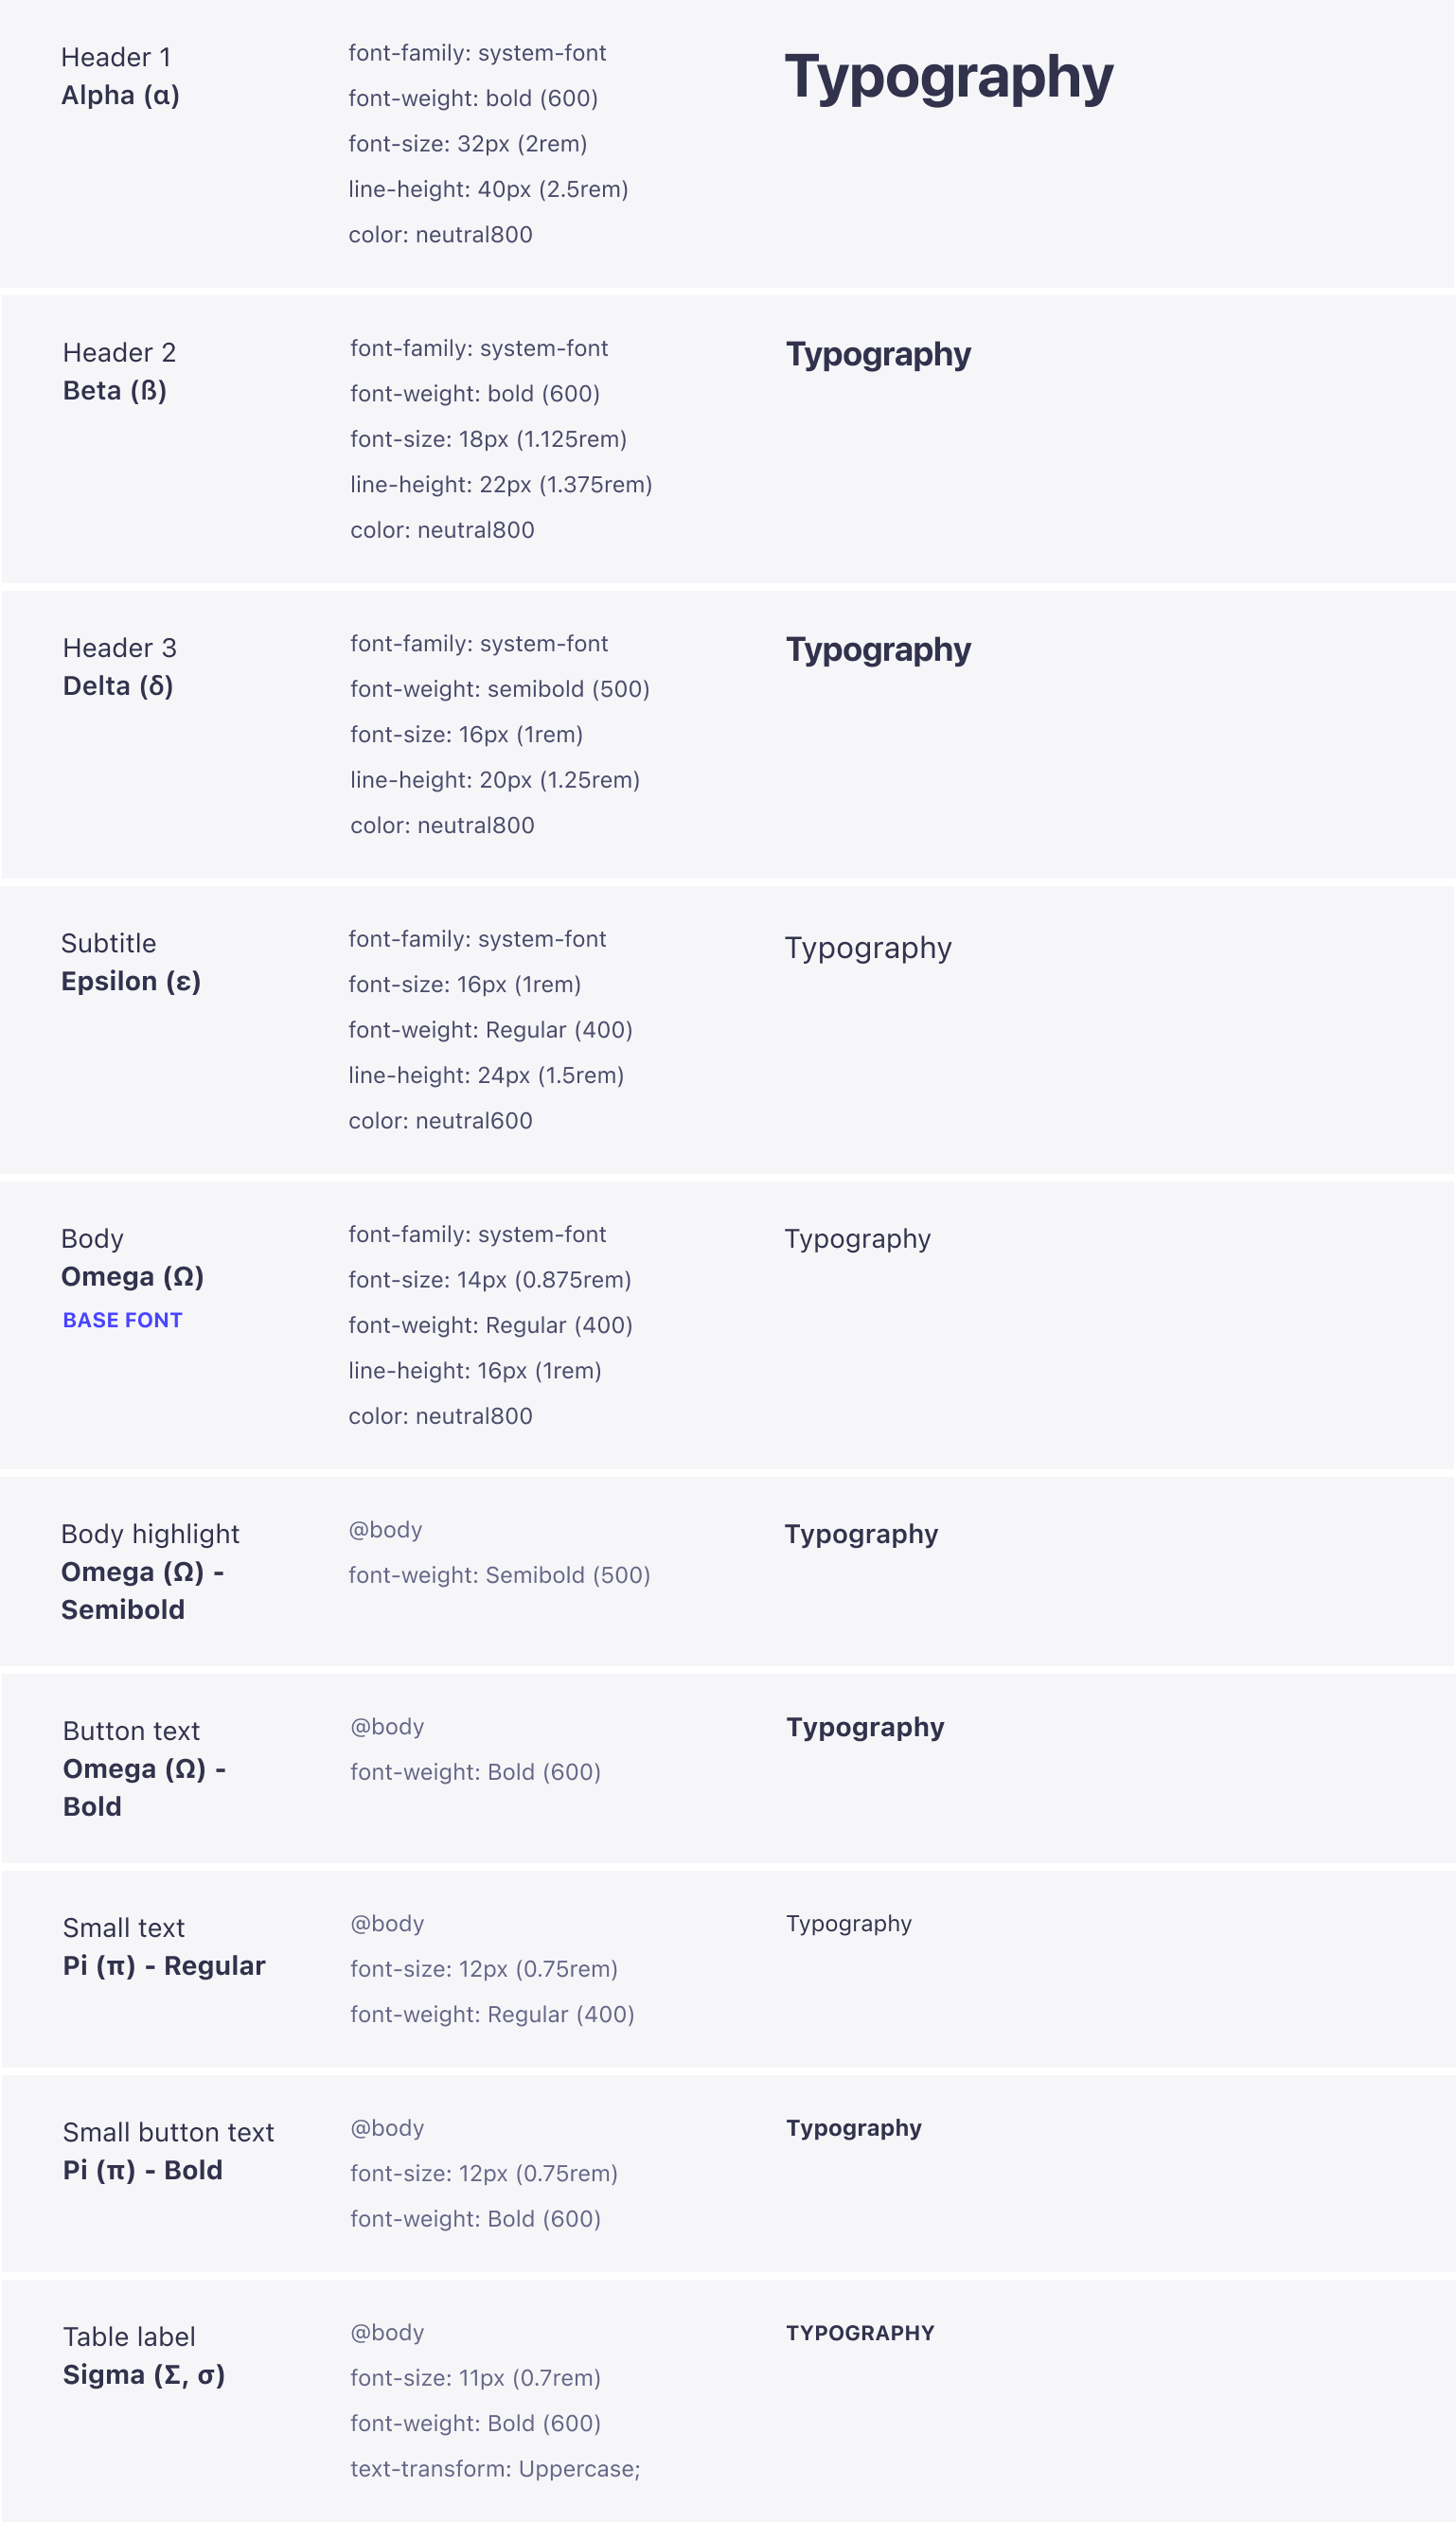 Header 1
Alpha (α)
font-family: system-font
font-weight: bold (600)
font-size: 32px (2rem)
line-height: 40px (2.5rem)
color: neutral800
Typography
Header 2
Beta (ß)
font-family: system-font
font-weight: bold (600)
font-size: 18px (1.125rem)
line-height: 22px (1.375rem)
color: neutral800
Typography
Header 3
Delta (δ)
font-family: system-font
font-weight: semibold (500)
font-size: 16px (1rem)
line-height: 20px (1.25rem)
color: neutral800
Typography
Subtitle
Epsilon (ε)
font-family: system-font
font-size: 16px (1rem)
font-weight: Regular (400)
line-height: 24px (1.5rem)
color: neutral600
Typography
Body
Omega (Ω)
BASE FONT
font-family: system-font
font-size: 14px (0.875rem)
font-weight: Regular (400)
line-height: 16px (1rem)
color: neutral800
Typography
Body highlight
Omega (Ω) -
Semibold
@body
font-weight: Semibold (500)
Typography
Button text
Omega (Ω) -
Bold
@body
font-weight: Bold (600)
Typography
Small text
Pi (π) - Regular
@body
font-size: 12px (0.75rem)
font-weight: Regular (400)
Typography
Small button text
Pi (π) - Bold
@body
font-size: 12px (0.75rem)
font-weight: Bold (600)
Typography
Table label
Sigma (Σ, σ)
@body
font-size: 11px (0.7rem)
font-weight: Bold (600)
text-transform: Uppercase;
TYPOGRAPHY